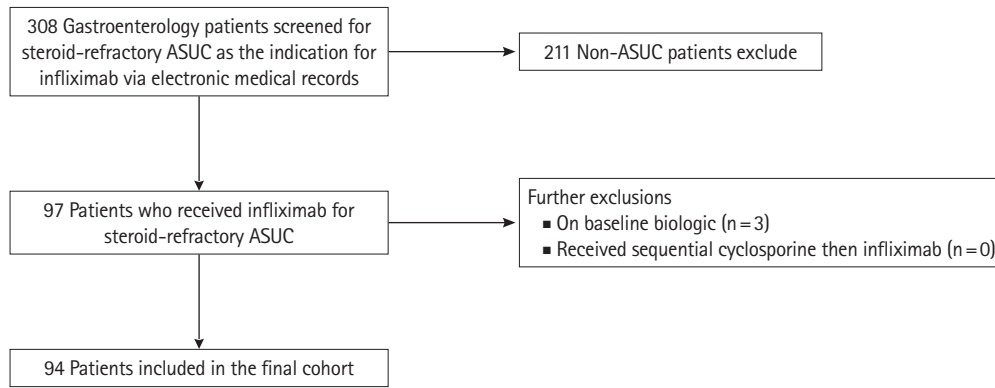 308 Gastroenterology patients screened for
steroid-refractory ASUC as the indication for
infliximab via electronic medical records
211 Non-ASUC patients exclude
97 Patients who received infliximab for
steroid-refractory ASUC
Further exclusions
▪ On baseline biologic (n=3)
▪ Received sequential cyclosporine then infliximab (n=0)
94 Patients included in the final cohort